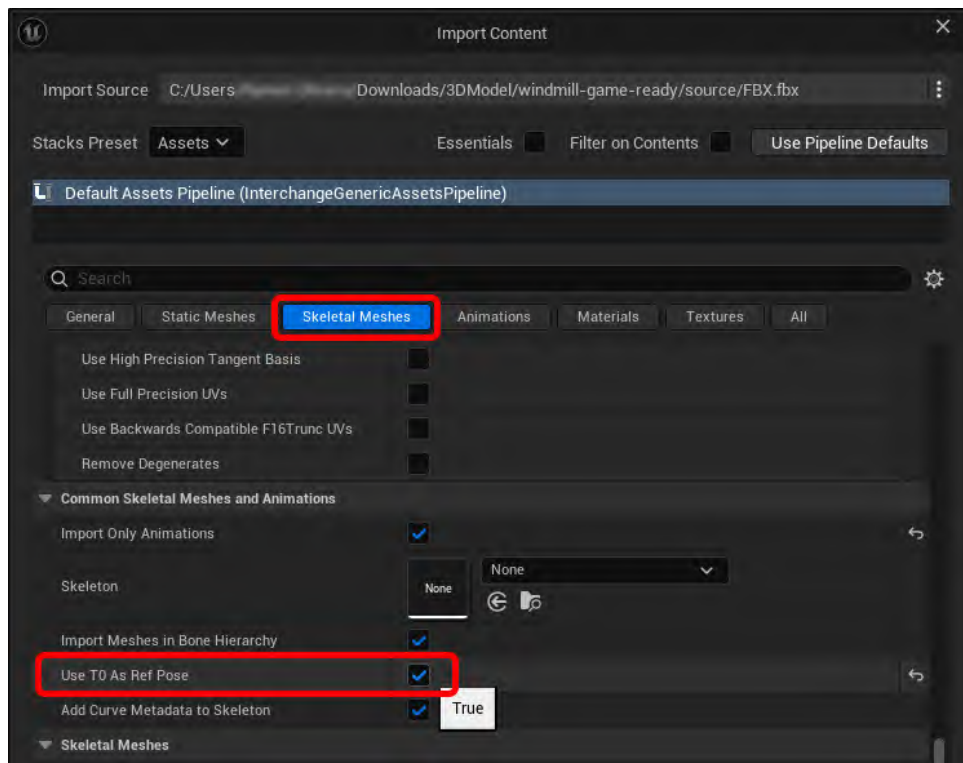 Import Content
Import Source C:/Users Downloads/3DModel/windmill-game-ready/source/FBX.fbx
Stacks Preset Assets Essentials Filter on Contents Use Pipeline Defaults
Default Assets Pipeline (InterchangeGenericAssetsPipeline)
Search
General Static Meshes Skeletal Meshes Animations Materials Textures All
Use High Precision Tangent Basis
Use Full Precision UVs
Use Backwards Compatible F16Trunc UVs
Remove Degenerates
Common Skeletal Meshes and Animations
Import Only Animations
Skeleton None None
Import Meshes in Bone Hierarchy
Use T0 As Ref Pose
Add Curve Metadata to Skeleton True
Skeletal Meshes